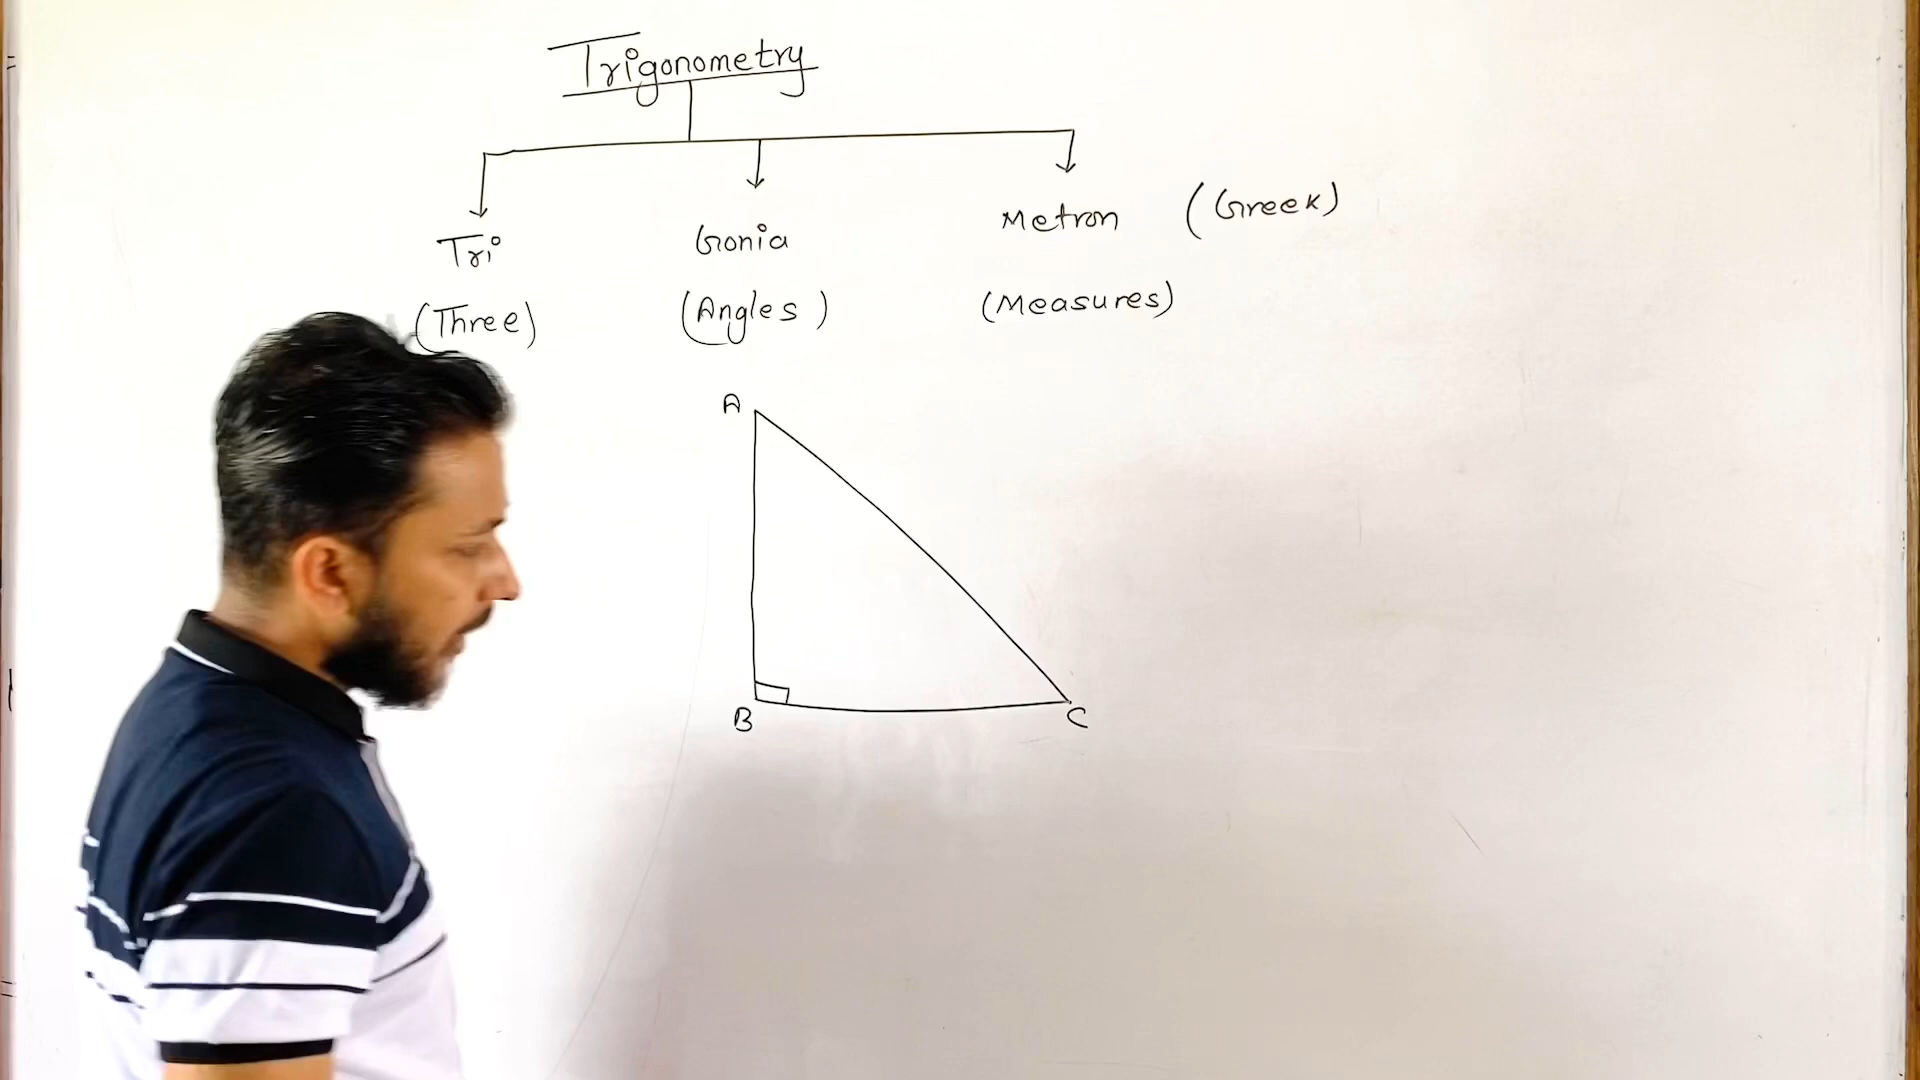 Trigonometry
Tri Gonia Metron (Greek)
(Three) (Angles) (Measures)
A
B C